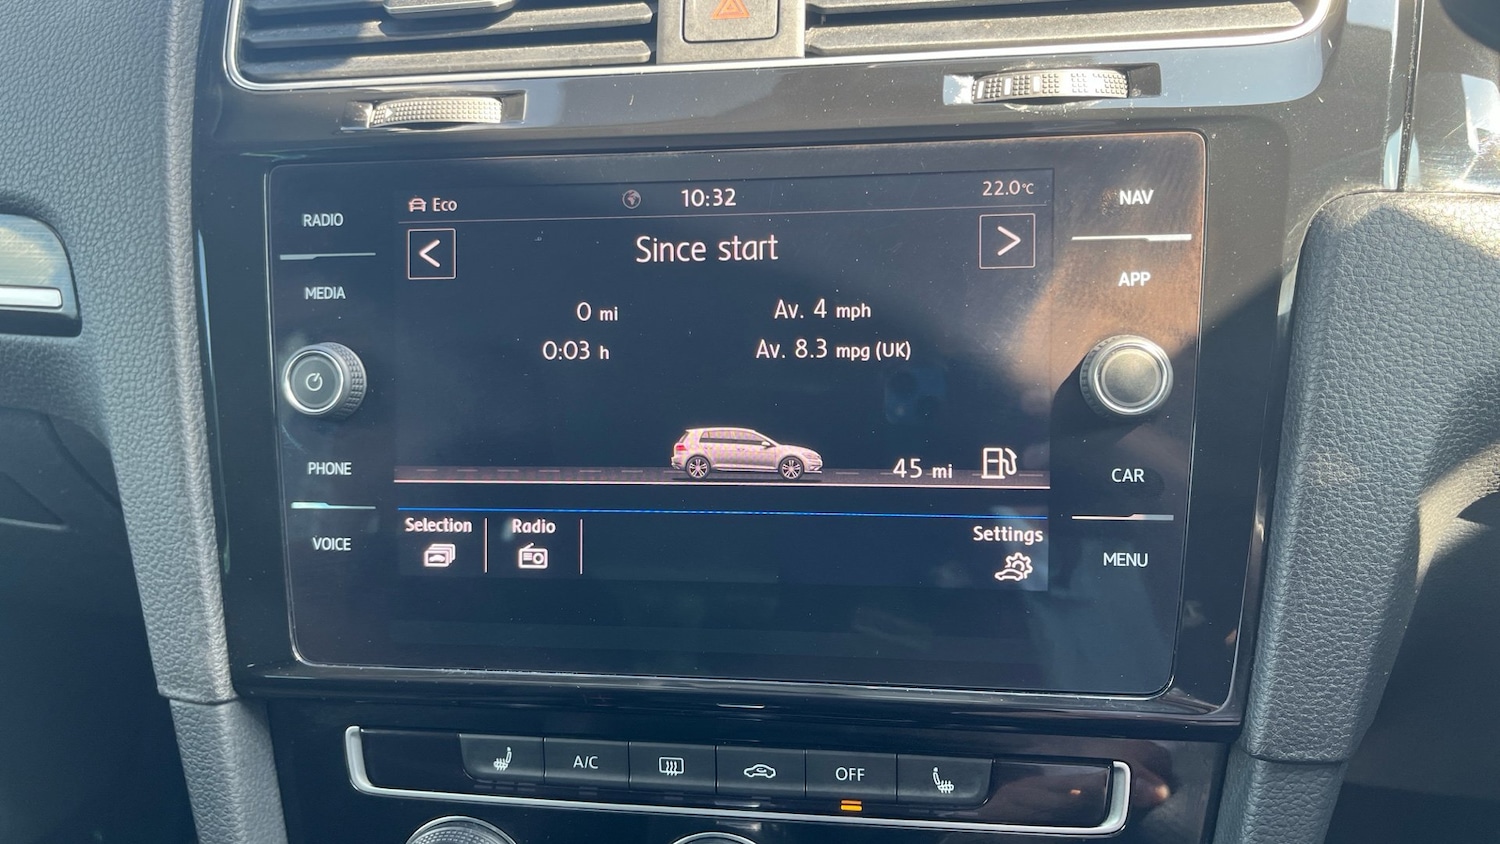 Eco 10:32 22.0°C
RADIO
NAV
Since start
MEDIA
APP
0 mi Av. 4 mph
0:03 h Av. 8.3 mpg (UK)
PHONE
45 mi
CAR
VOICE
Selection Radio Settings
MENU
A/C OFF